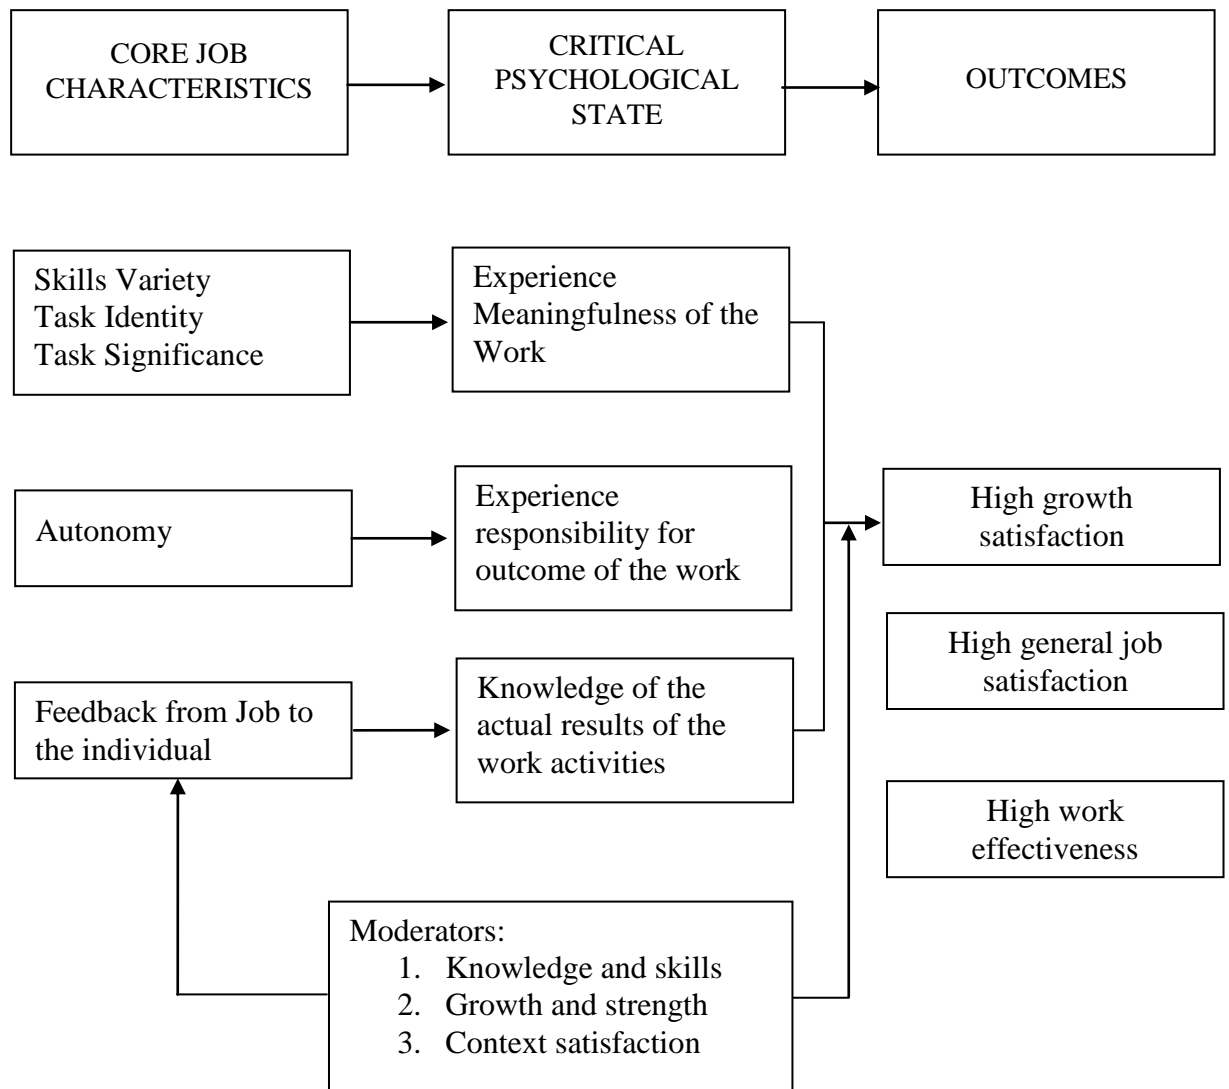 CORE JOB
CHARACTERISTICS
CRITICAL
PSYCHOLOGICAL
STATE
OUTCOMES
Skills Variety
Task Identity
Task Significance
Experience
Meaningfulness of the
Work
Autonomy
Experience
responsibility for
outcome of the work
High growth
satisfaction
High general job
satisfaction
Feedback from Job to
the individual
Knowledge of the
actual results of the
work activities
High work
effectiveness
Moderators:
1. Knowledge and skills
2. Growth and strength
3. Context satisfaction